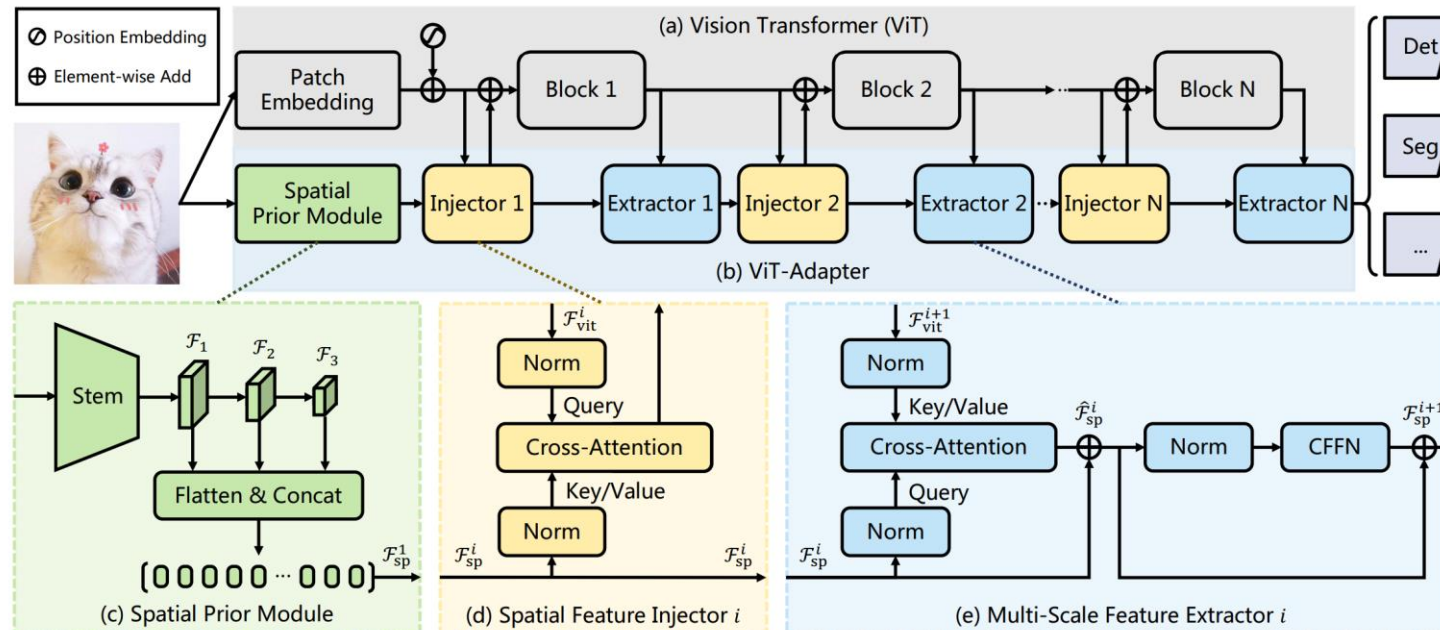 Position Embedding
Element-wise Add
(a) Vision Transformer (ViT)
Patch
Embedding
Block 1
Block 2
...
Block N
Det
Seg
...
Spatial
Prior Module
Injector 1
Extractor 1
Injector 2
Extractor 2
...
Injector N
Extractor N
(b) ViT-Adapter
Stem
ℱ₁
ℱ₂
ℱ₃
Flatten & Concat
...
ℱ¹sp
(c) Spatial Prior Module
ℱⁱvit
Norm
Query
Cross-Attention
Key/Value
Norm
ℱⁱsp
ℱⁱsp
(d) Spatial Feature Injector i
ℱⁱ⁺¹vit
Norm
Key/Value
Cross-Attention
Query
Norm
ℱⁱsp
ℱ̂ⁱsp
Norm
CFFN
ℱⁱ⁺¹sp
(e) Multi-Scale Feature Extractor i